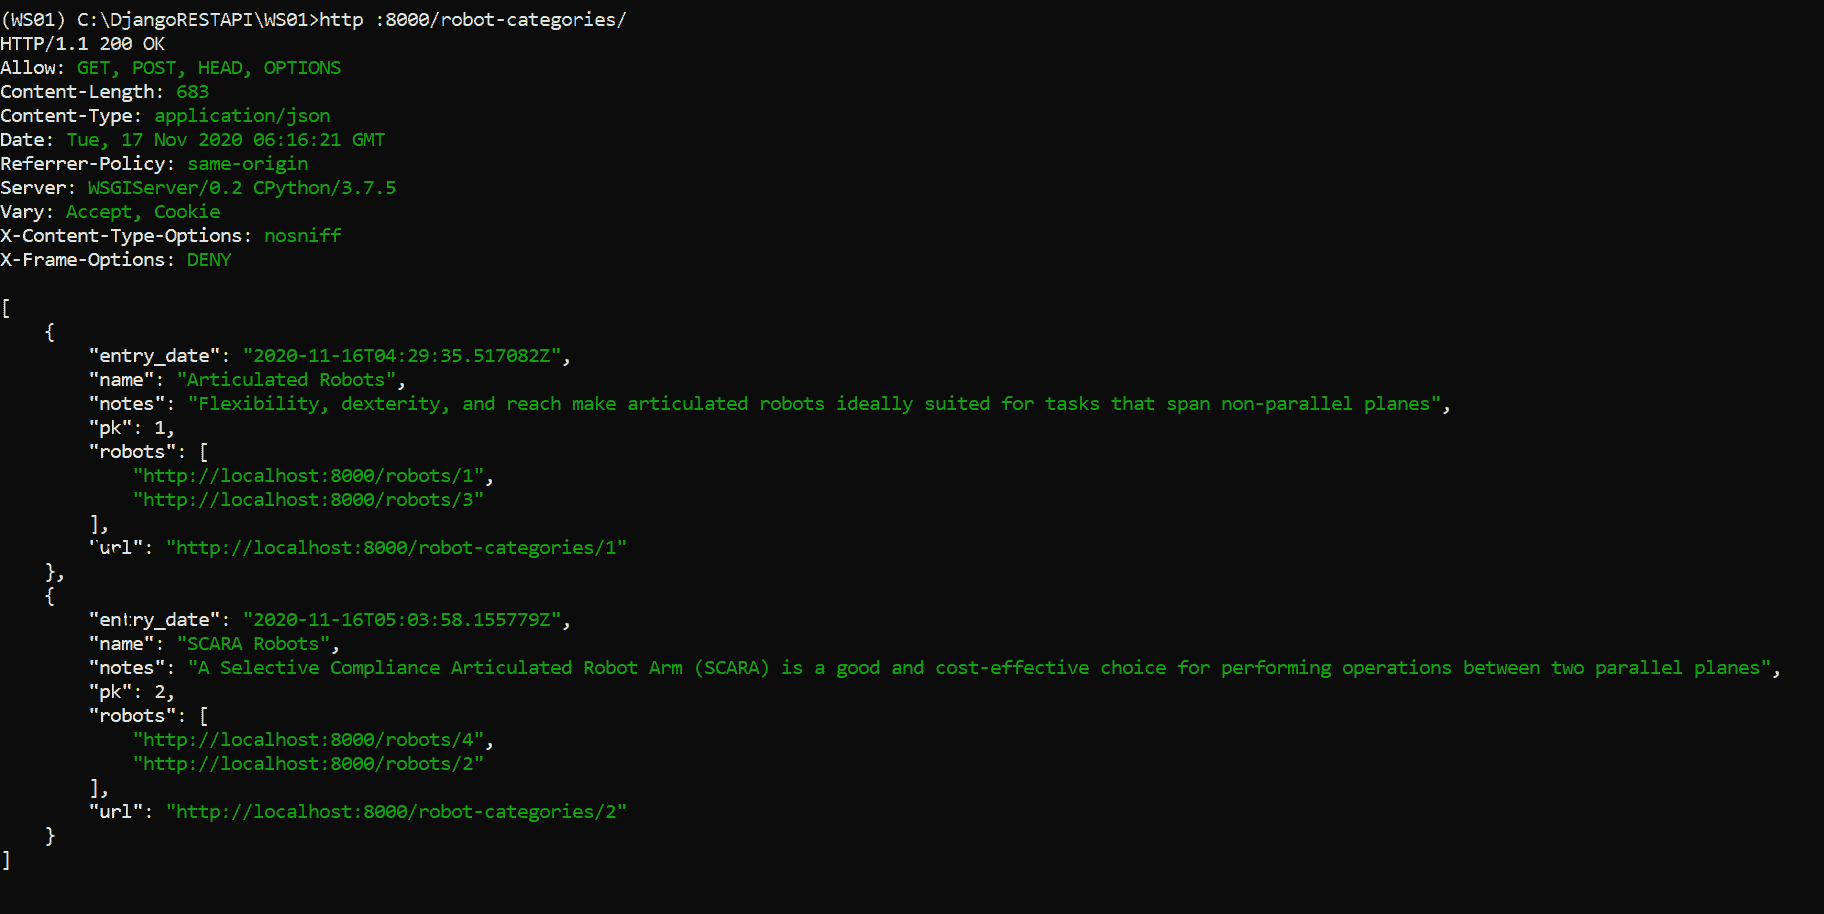 (WS01) C:\DjangoRESTAPI\WS01>http :8000/robot-categories/
HTTP/1.1 200 OK
Allow: GET, POST, HEAD, OPTIONS
Content-Length: 683
Content-Type: application/json
Date: Tue, 17 Nov 2020 06:16:21 GMT
Referrer-Policy: same-origin
Server: WSGIServer/0.2 CPython/3.7.5
Vary: Accept, Cookie
X-Content-Type-Options: nosniff
X-Frame-Options: DENY
[
    {
        "entry_date": "2020-11-16T04:29:35.517082Z",
        "name": "Articulated Robots",
        "notes": "Flexibility, dexterity, and reach make articulated robots ideally suited for tasks that span non-parallel planes",
        "pk": 1,
        "robots": [
            "http://localhost:8000/robots/1",
            "http://localhost:8000/robots/3"
        ],
        "url": "http://localhost:8000/robot-categories/1"
    },
    {
        "entry_date": "2020-11-16T05:03:58.155779Z",
        "name": "SCARA Robots",
        "notes": "A Selective Compliance Articulated Robot Arm (SCARA) is a good and cost-effective choice for performing operations between two parallel planes",
        "pk": 2,
        "robots": [
            "http://localhost:8000/robots/4",
            "http://localhost:8000/robots/2"
        ],
        "url": "http://localhost:8000/robot-categories/2"
    }
]